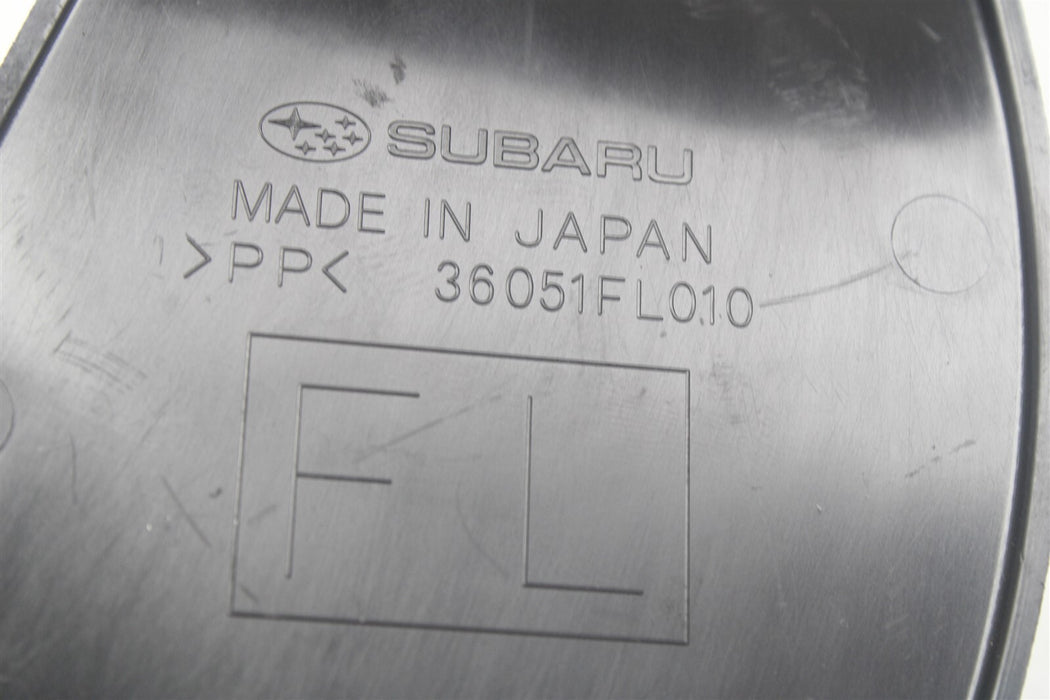 SUBARU
MADE IN JAPAN
>PP< 36051FL010
FL